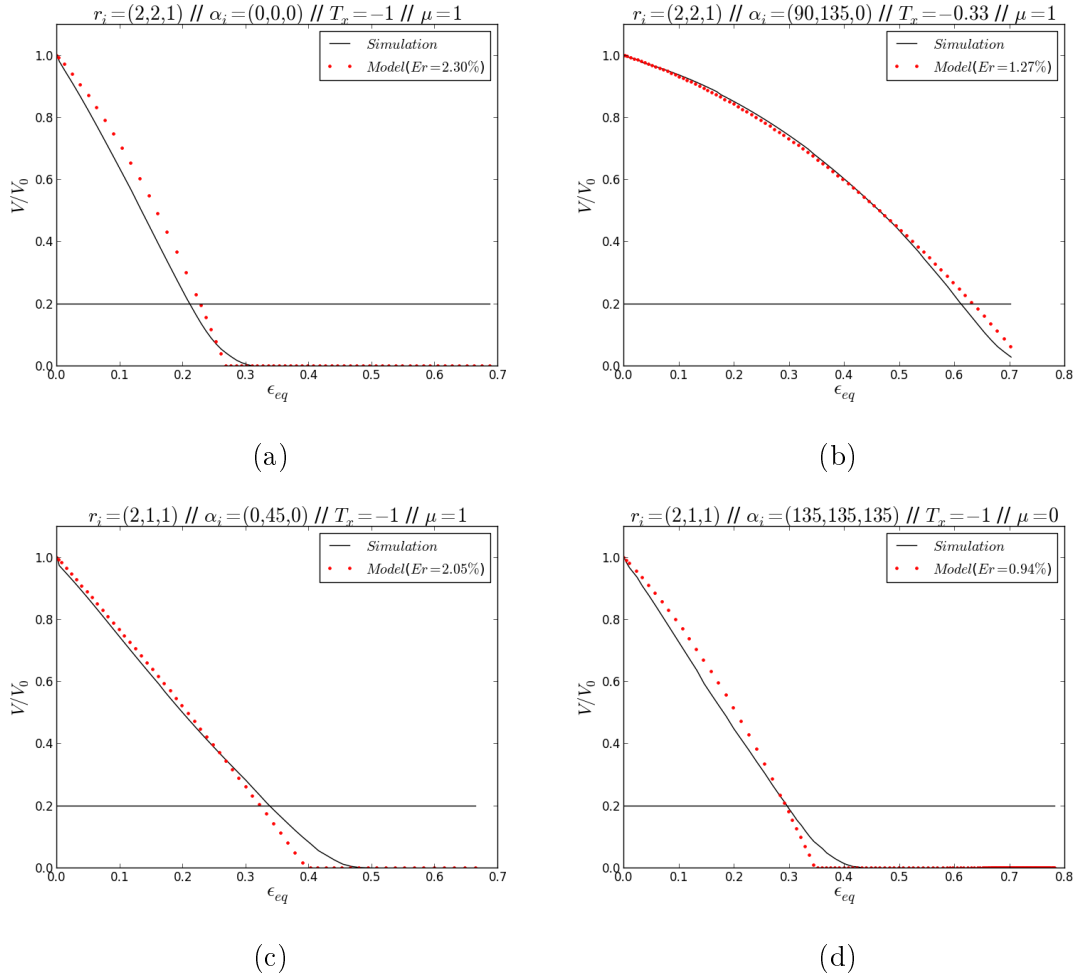 r_i=(2,2,1) // α_i=(0,0,0) // T_x=−1 // μ=1
Simulation
Model(Er=2.30%)
1.0
0.8
0.6
0.4
0.2
0.0
V/V_0
0.0 0.1 0.2 0.3 0.4 0.5 0.6 0.7
ϵ_eq
(a)
r_i=(2,2,1) // α_i=(90,135,0) // T_x=−0.33 // μ=1
Simulation
Model(Er=1.27%)
1.0
0.8
0.6
0.4
0.2
0.0
V/V_0
0.0 0.1 0.2 0.3 0.4 0.5 0.6 0.7 0.8
ϵ_eq
(b)
r_i=(2,1,1) // α_i=(0,45,0) // T_x=−1 // μ=1
Simulation
Model(Er=2.05%)
1.0
0.8
0.6
0.4
0.2
0.0
V/V_0
0.0 0.1 0.2 0.3 0.4 0.5 0.6 0.7
ϵ_eq
(c)
r_i=(2,1,1) // α_i=(135,135,135) // T_x=−1 // μ=0
Simulation
Model(Er=0.94%)
1.0
0.8
0.6
0.4
0.2
0.0
V/V_0
0.0 0.1 0.2 0.3 0.4 0.5 0.6 0.7 0.8
ϵ_eq
(d)